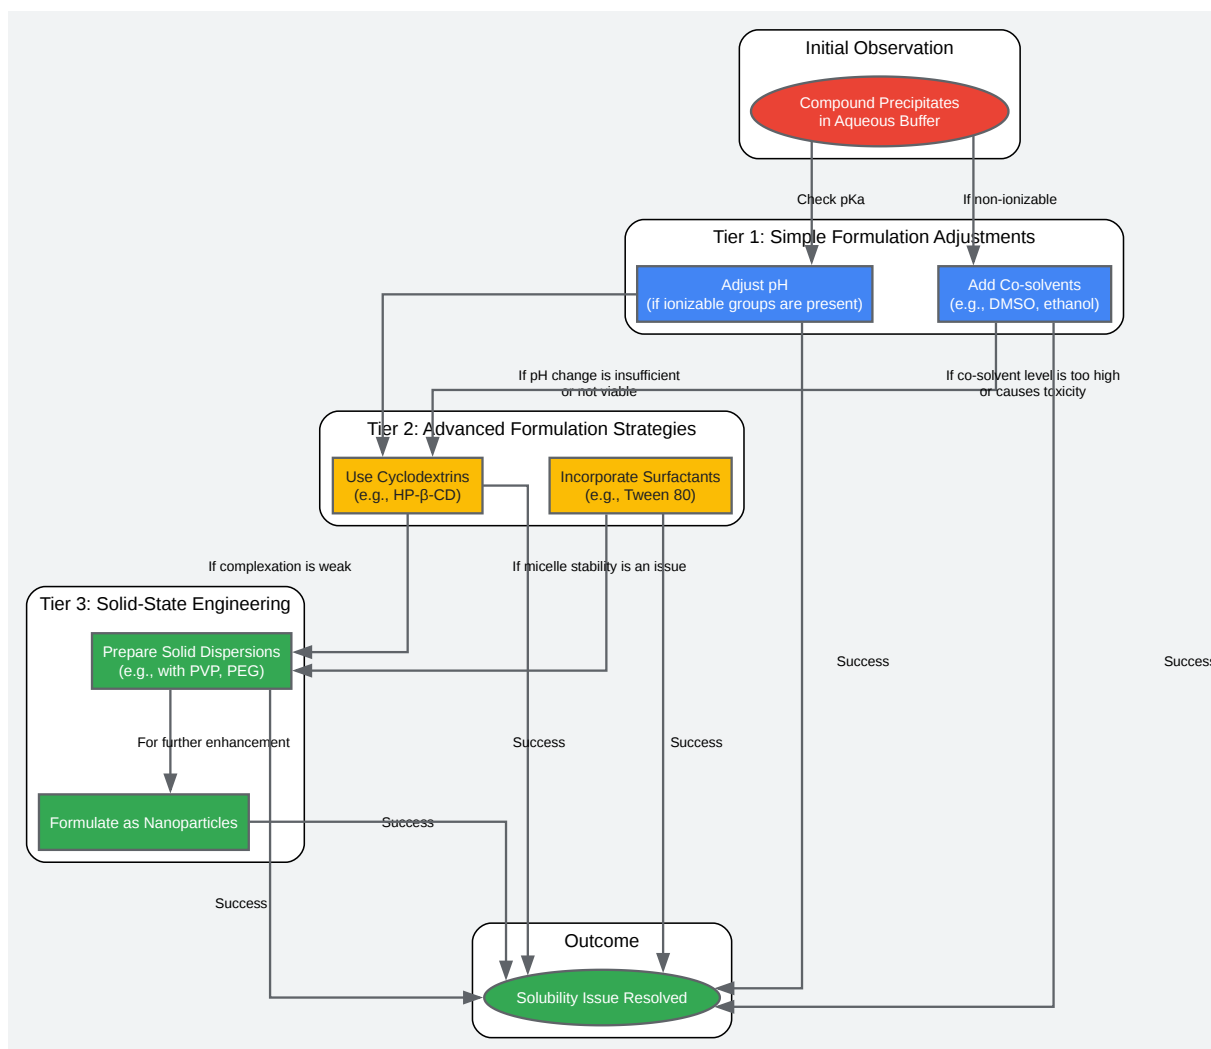 Initial Observation
Compound Precipitates
in Aqueous Buffer
Check pKa
If non-ionizable
Tier 1: Simple Formulation Adjustments
Adjust pH
(if ionizable groups are present)
Add Co-solvents
(e.g., DMSO, ethanol)
If pH change is insufficient
or not viable
If co-solvent level is too high
or causes toxicity
Tier 2: Advanced Formulation Strategies
Use Cyclodextrins
(e.g., HP-β-CD)
Incorporate Surfactants
(e.g., Tween 80)
If complexation is weak
If micelle stability is an issue
Tier 3: Solid-State Engineering
Prepare Solid Dispersions
(e.g., with PVP, PEG)
Success
Success
For further enhancement
Success
Success
Formulate as Nanoparticles
Success
Success
Outcome
Solubility Issue Resolved